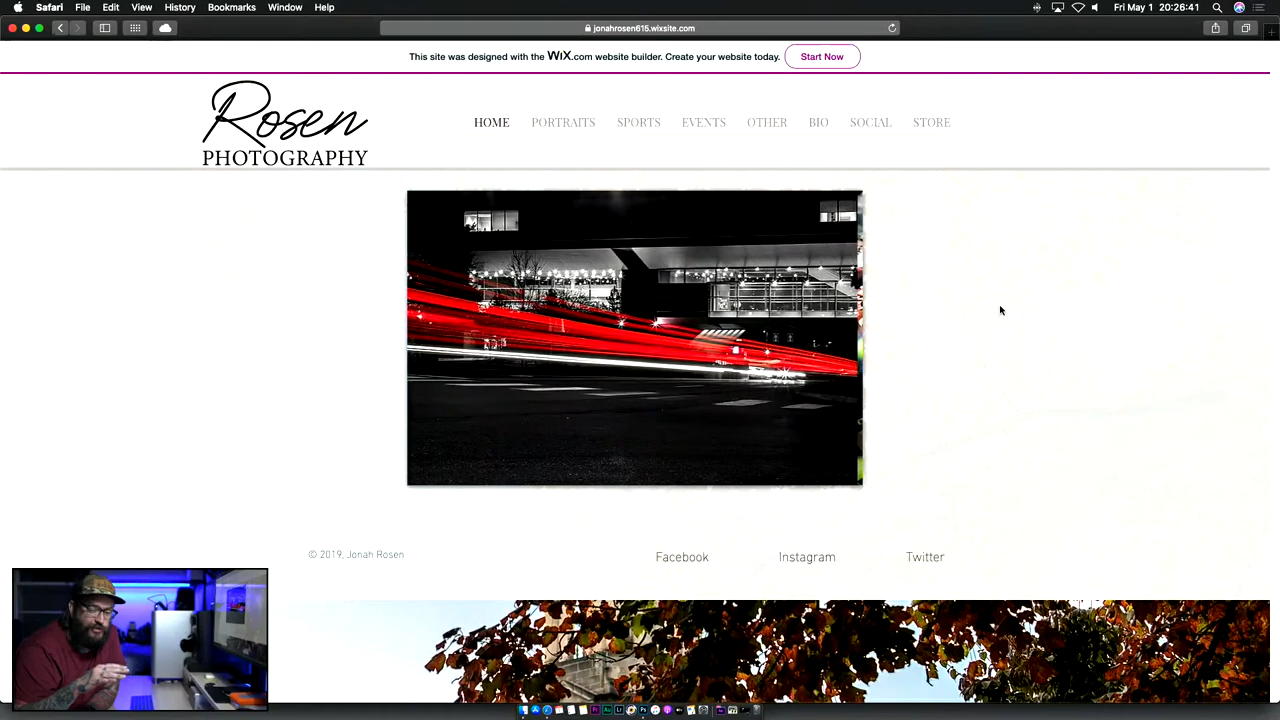 Safari File Edit View History Bookmarks Window Help Fri May 1 20:26:41
jonahrosen615.wixsite.com
This site was designed with the WiX.com website builder. Create your website today. Start Now
Rosen
PHOTOGRAPHY
HOME PORTRAITS SPORTS EVENTS OTHER BIO SOCIAL STORE
© 2019, Jonah Rosen Facebook Instagram Twitter